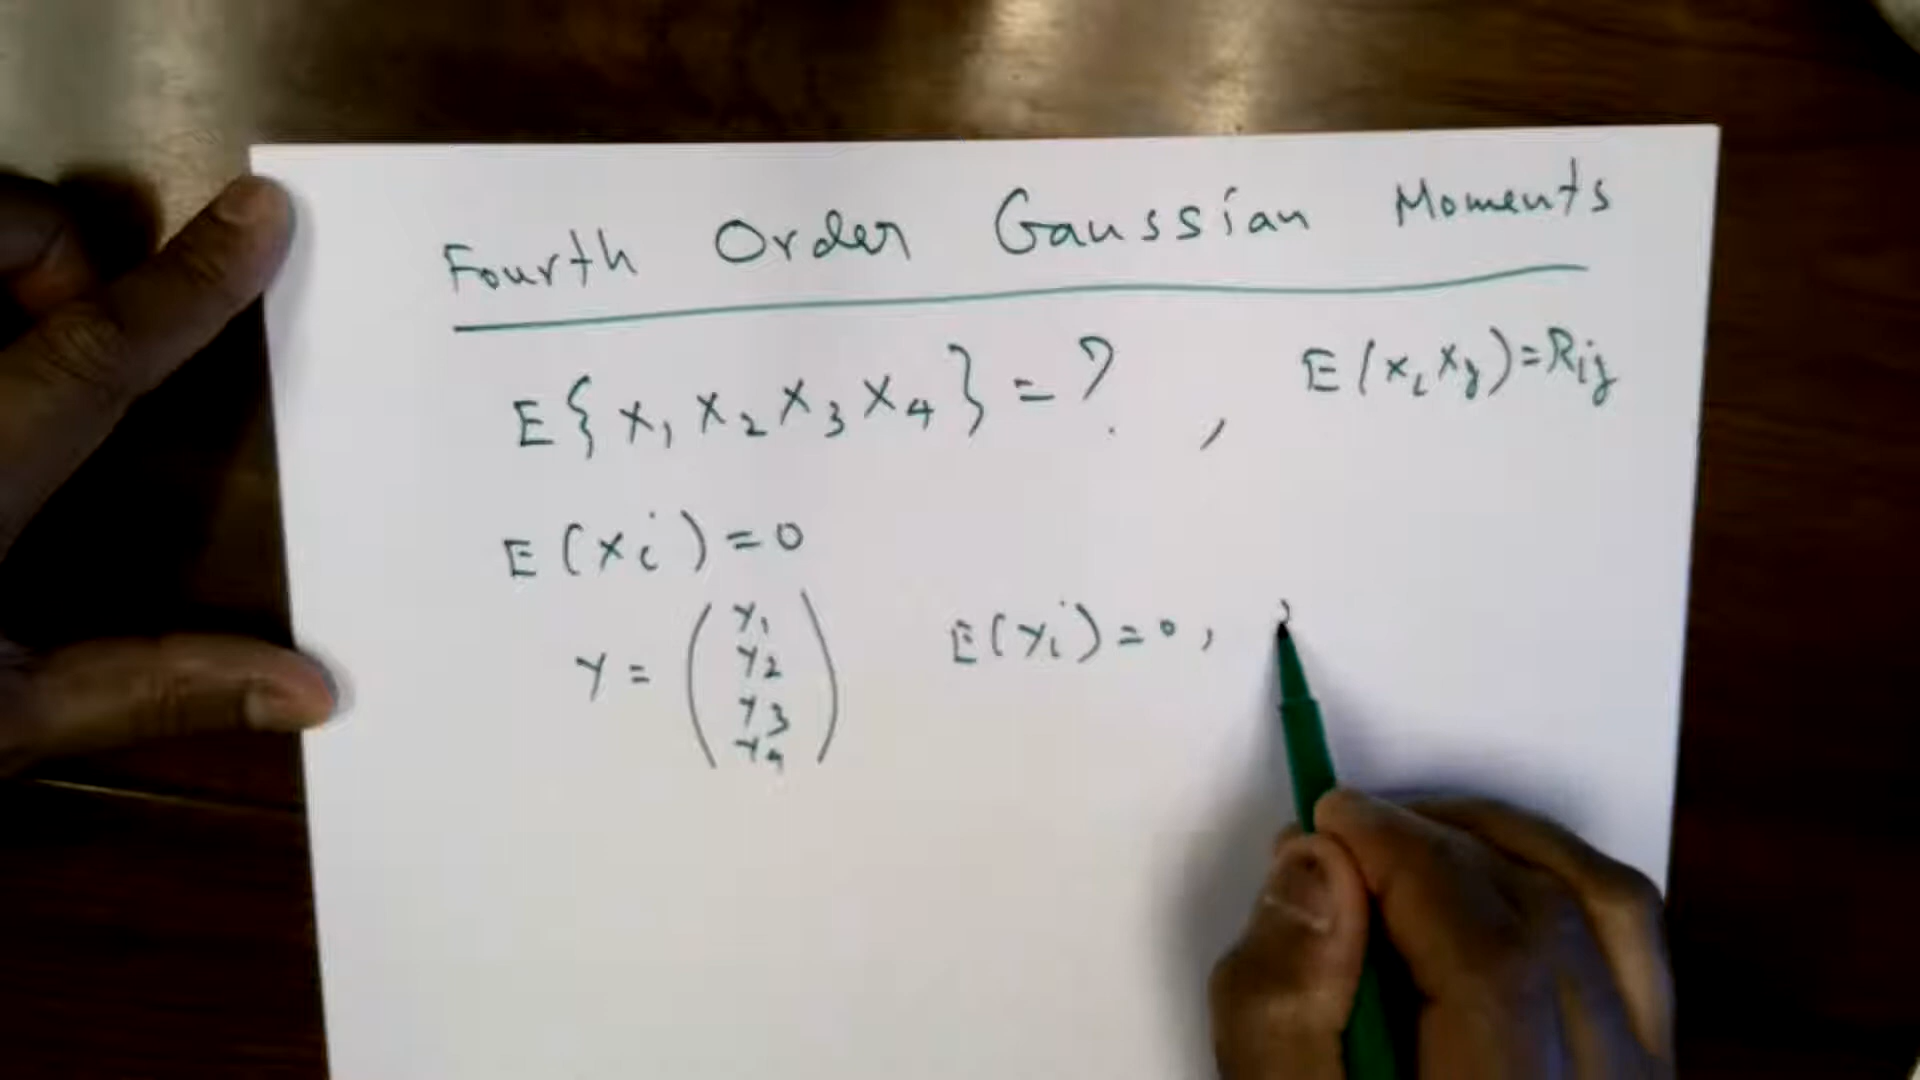 Fourth Order Gaussian Moments
E{x₁ x₂ x₃ x₄} = ? , E(xᵢ xⱼ) = Rᵢⱼ
E(xᵢ) = 0
Y = (Y₁ Y₂ Y₃ Y₄) E(Yᵢ) = 0,